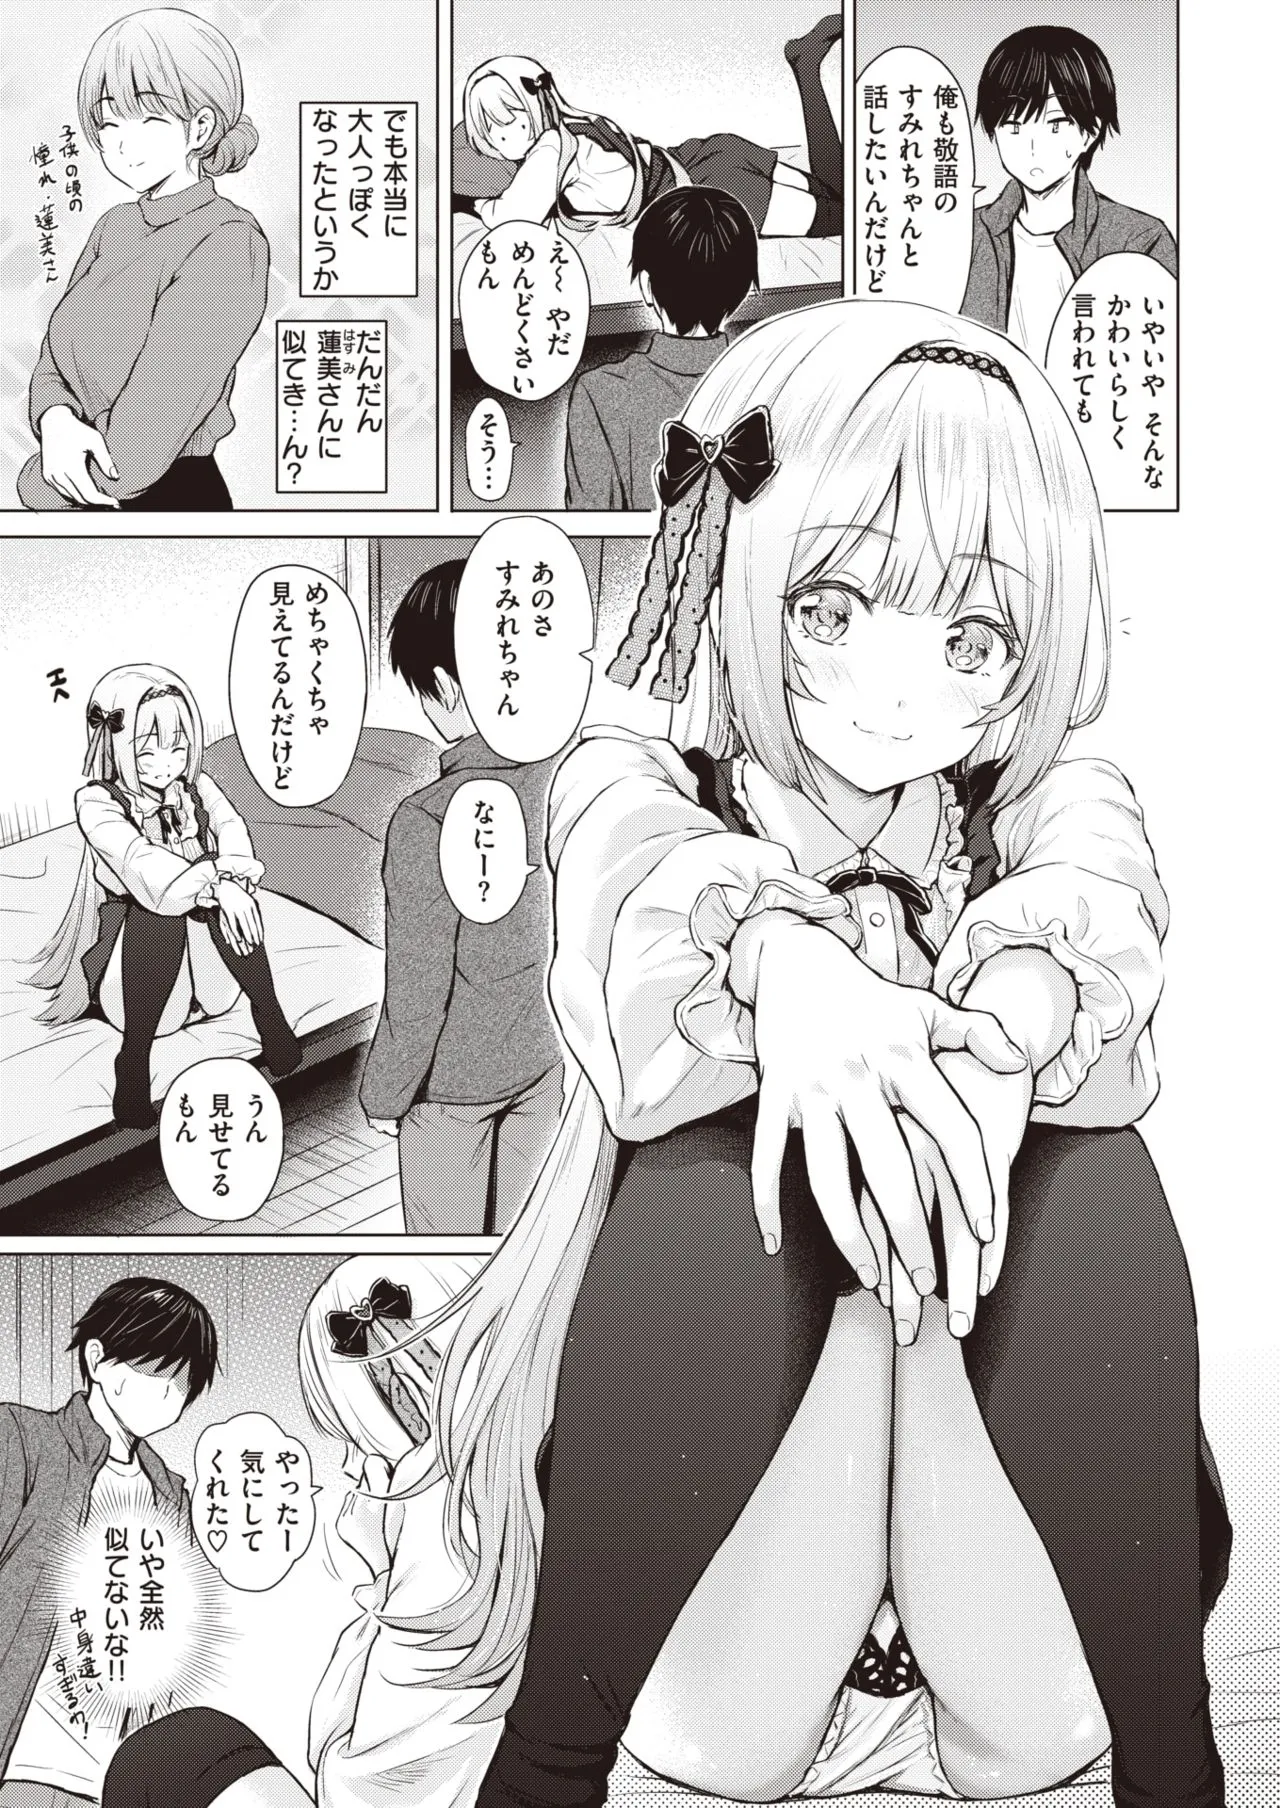 いやいや そんな
かわいらしく
言われても
俺も敬語の
すみれちゃんと
話したいんだけど
え〜 やだ
めんどくさい
もん
そう…
でも本当に
大人っぽく
なったというか
だんだん
蓮美さんに
はすみ
似てき…ん?
子供の頃の
憧れ・蓮美さん
あのさ
すみれちゃん
なにー?
めちゃくちゃ
見えてるんだけど
うん
見せてる
もん
やったー
気にして
くれた♡
いや全然
似てないな!!
中身違い
すぎるわ!